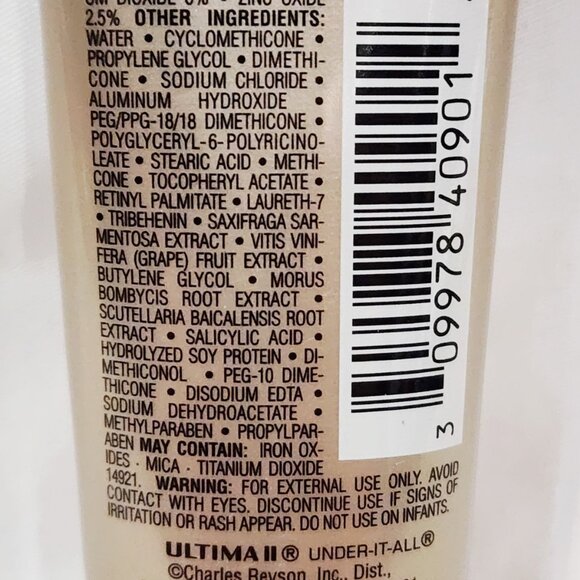 DIOXIDE 6% • ZINC OXIDE
2.5% OTHER INGREDIENTS:
WATER • CYCLOMETHICONE •
PROPYLENE GLYCOL • DIMETHI-
CONE • SODIUM CHLORIDE •
ALUMINUM HYDROXIDE •
PEG/PPG-18/18 DIMETHICONE •
POLYGLYCERYL-6-POLYRICINO-
LEATE • STEARIC ACID • METHI-
CONE • TOCOPHERYL ACETATE •
RETINYL PALMITATE • LAURETH-7
• TRIBEHENIN • SAXIFRAGA SAR-
MENTOSA EXTRACT • VITIS VINI-
FERA (GRAPE) FRUIT EXTRACT •
BUTYLENE GLYCOL • MORUS
BOMBYCIS ROOT EXTRACT •
SCUTELLARIA BAICALENSIS ROOT
EXTRACT • SALICYLIC ACID •
HYDROLYZED SOY PROTEIN • DI-
METHICONOL • PEG-10 DIME-
THICONE • DISODIUM EDTA •
SODIUM DEHYDROACETATE •
METHYLPARABEN • PROPYLPAR-
ABEN MAY CONTAIN: IRON OX-
IDES · MICA · TITANIUM DIOXIDE
14921. WARNING: FOR EXTERNAL USE ONLY. AVOID
CONTACT WITH EYES. DISCONTINUE USE IF SIGNS OF
IRRITATION OR RASH APPEAR. DO NOT USE ON INFANTS.
ULTIMA II® UNDER-IT-ALL®
©Charles Revson Inc., Dist.,
3 09978 40901